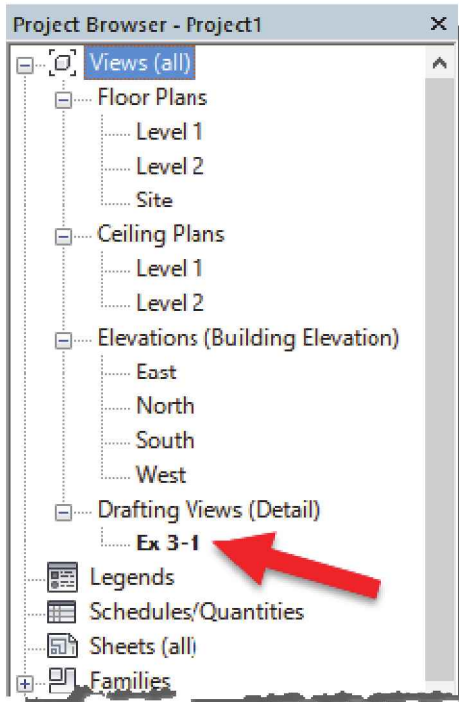 Project Browser - Project1
Views (all)
Floor Plans
Level 1
Level 2
Site
Ceiling Plans
Level 1
Level 2
Elevations (Building Elevation)
East
North
South
West
Drafting Views (Detail)
Ex 3-1
Legends
Schedules/Quantities
Sheets (all)
Families